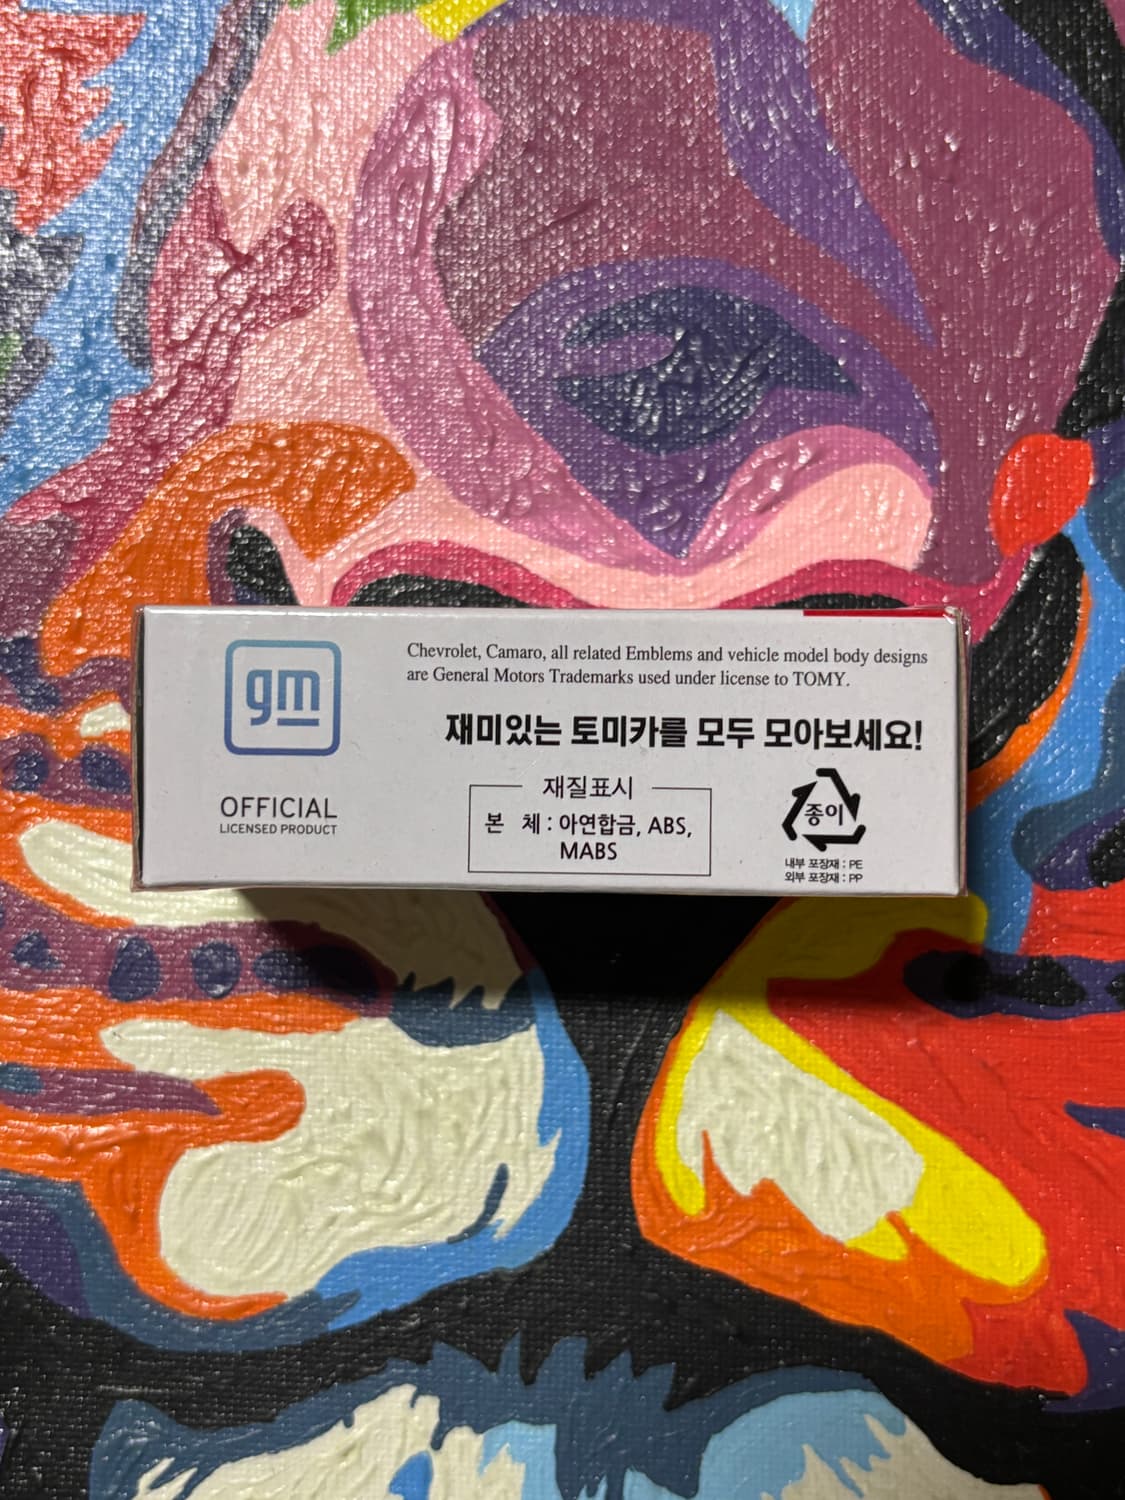 gm
OFFICIAL
LICENSED PRODUCT
Chevrolet, Camaro, all related Emblems and vehicle model body designs
are General Motors Trademarks used under license to TOMY.
재미있는 토미카를 모두 모아보세요!
재질표시
본 체 : 아연합금, ABS,
MABS
종이
내부 포장재 : PE
외부 포장재 : PP